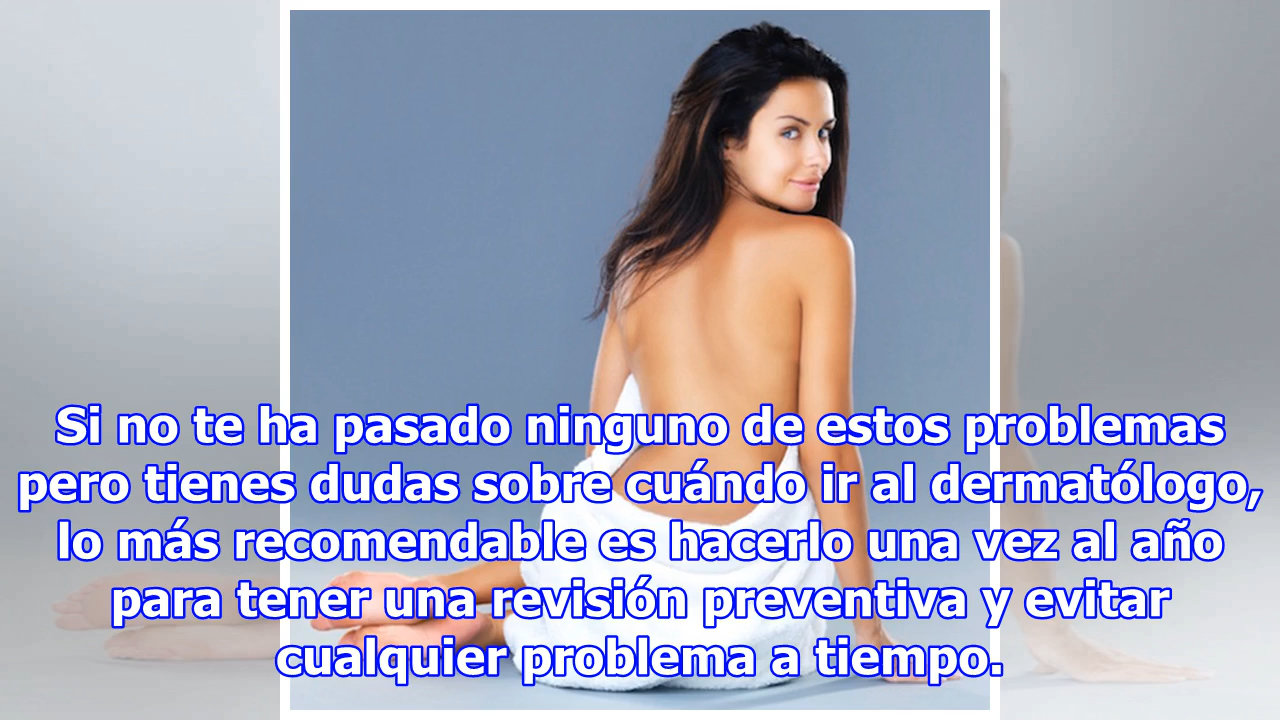 Si no te ha pasado ninguno de estos problemas
pero tienes dudas sobre cuándo ir al dermatólogo,
lo más recomendable es hacerlo una vez al año
para tener una revisión preventiva y evitar
cualquier problema a tiempo.